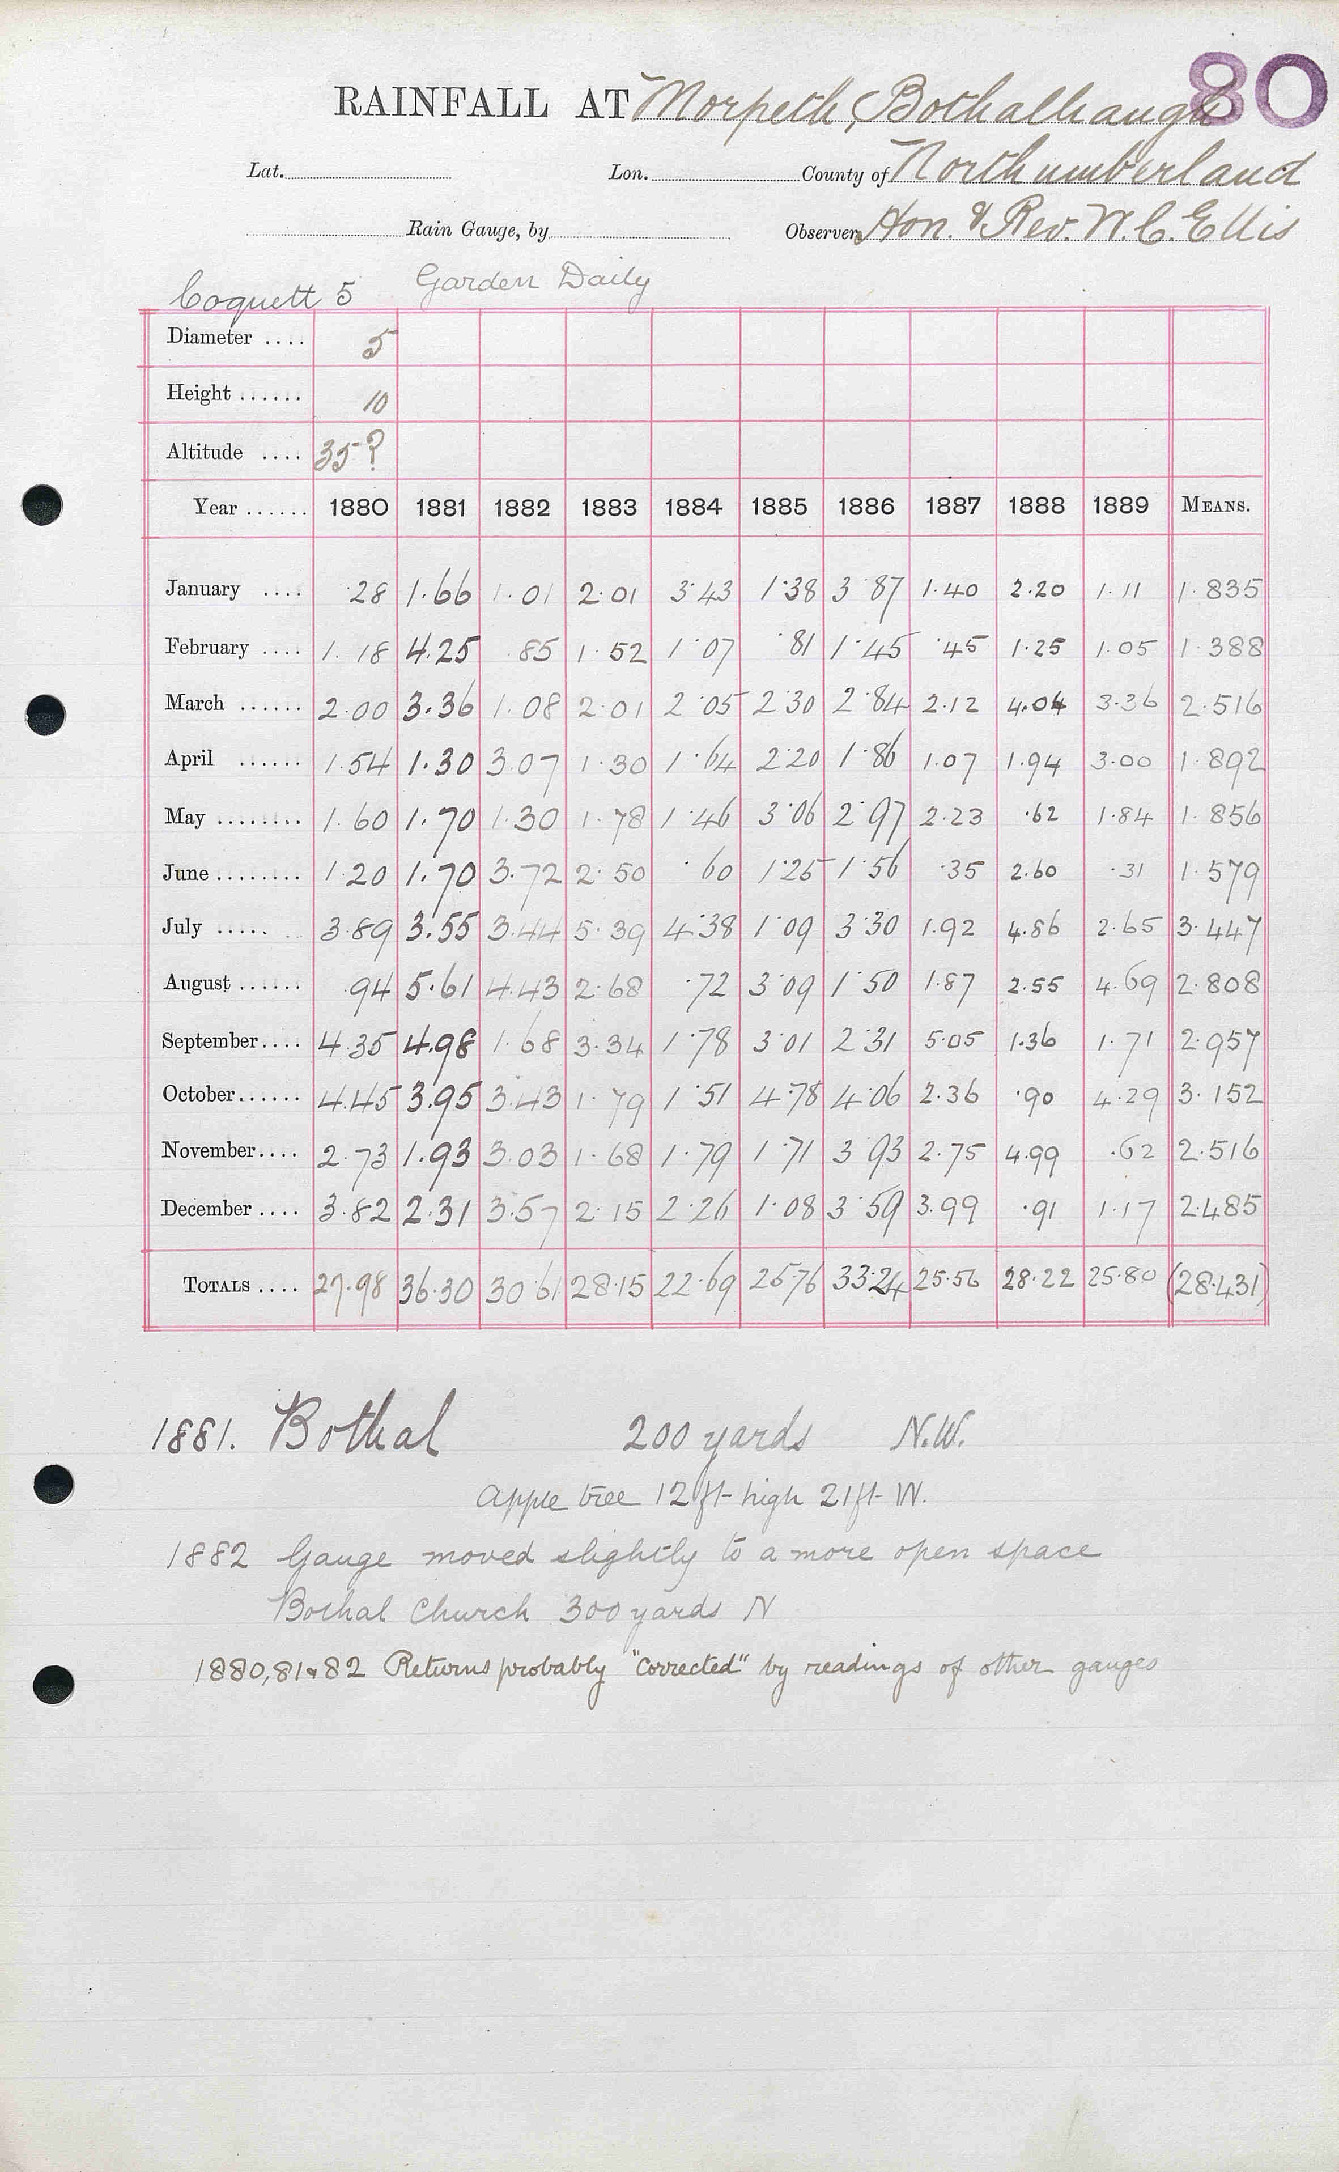 80
RAINFALL AT Morpeth, Bothalhaugh
Lat. Lon. County of Northumberland
Rain Gauge, by Observer Hon. & Rev. W. C. Ellis
Coquett 5 Garden Daily
Diameter .... 5
Height ...... 10
Altitude .... 35?
Year ...... 1880 1881 1882 1883 1884 1885 1886 1887 1888 1889 MEANS.
January .... .28 1.66 1.01 2.01 3.43 1.38 3.87 1.40 2.20 1.11 1.835
February .... 1.18 4.25 .85 1.52 1.07 .81 1.45 .45 1.25 1.05 1.388
March ...... 2.00 3.36 1.08 2.01 2.05 2.30 2.84 2.12 4.04 3.36 2.516
April ...... 1.54 1.30 3.07 1.30 1.64 2.20 1.86 1.07 1.94 3.00 1.892
May ........ 1.60 1.70 1.30 1.78 1.46 3.06 2.97 2.23 .62 1.84 1.856
June ........ 1.20 1.70 3.72 2.50 .60 1.25 1.56 .35 2.60 .31 1.579
July ..... 3.89 3.55 3.44 5.39 4.38 1.09 3.30 1.92 4.86 2.65 3.447
August ...... .94 5.61 4.43 2.68 .72 3.09 1.50 1.87 2.55 4.69 2.808
September.... 4.35 4.98 1.68 3.34 1.78 3.01 2.31 5.05 1.36 1.71 2.957
October...... 4.45 3.95 3.43 1.79 1.51 4.78 4.06 2.36 .90 4.29 3.152
November.... 2.73 1.93 3.03 1.68 1.79 1.71 3.93 2.75 4.99 .62 2.516
December .... 3.82 2.31 3.57 2.15 2.26 1.08 3.59 3.99 .91 1.17 2.485
TOTALS .... 27.98 36.30 30.61 28.15 22.69 25.76 33.24 25.56 28.22 25.80 (28.431)
1881. Bothal 200 yards N.W.
Apple tree 12 ft high 21 ft W.
1882 Gauge moved slightly to a more open space
Bothal Church 300 yards N
1880, 81 & 82 Returns probably "corrected" by readings of other gauges